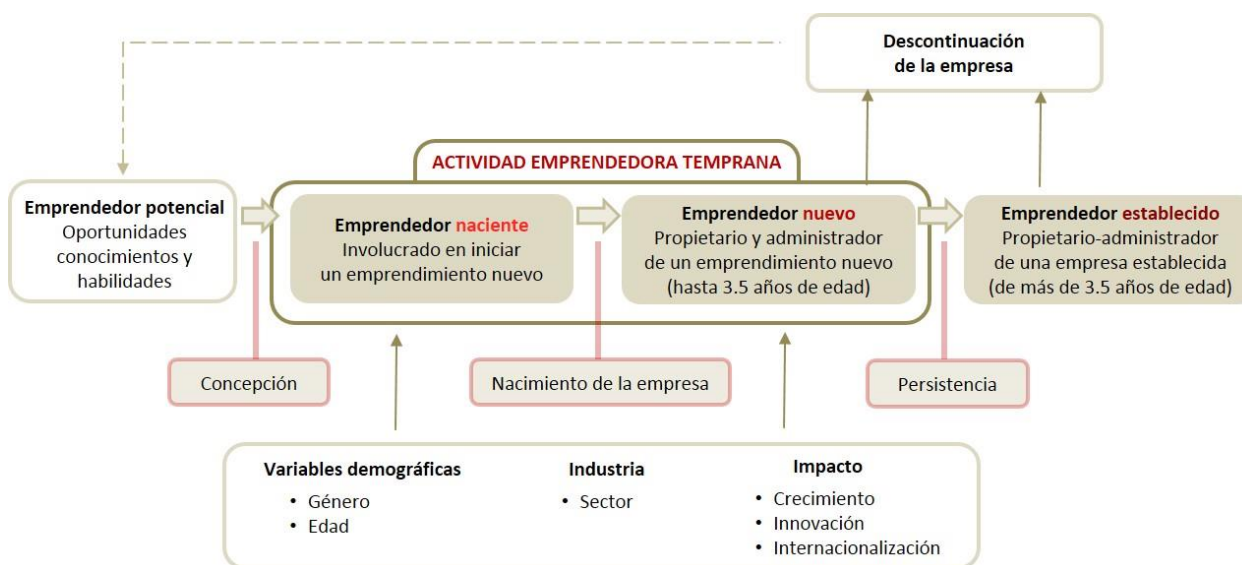 Descontinuación
de la empresa
ACTIVIDAD EMPRENDEDORA TEMPRANA
Emprendedor potencial
Oportunidades
conocimientos y
habilidades
Emprendedor naciente
Involucrado en iniciar
un emprendimiento nuevo
Emprendedor nuevo
Propietario y administrador
de un emprendimiento nuevo
(hasta 3.5 años de edad)
Emprendedor establecido
Propietario-administrador
de una empresa establecida
(de más de 3.5 años de edad)
Concepción
Nacimiento de la empresa
Persistencia
Variables demográficas
• Género
• Edad
Industria
• Sector
Impacto
• Crecimiento
• Innovación
• Internacionalización